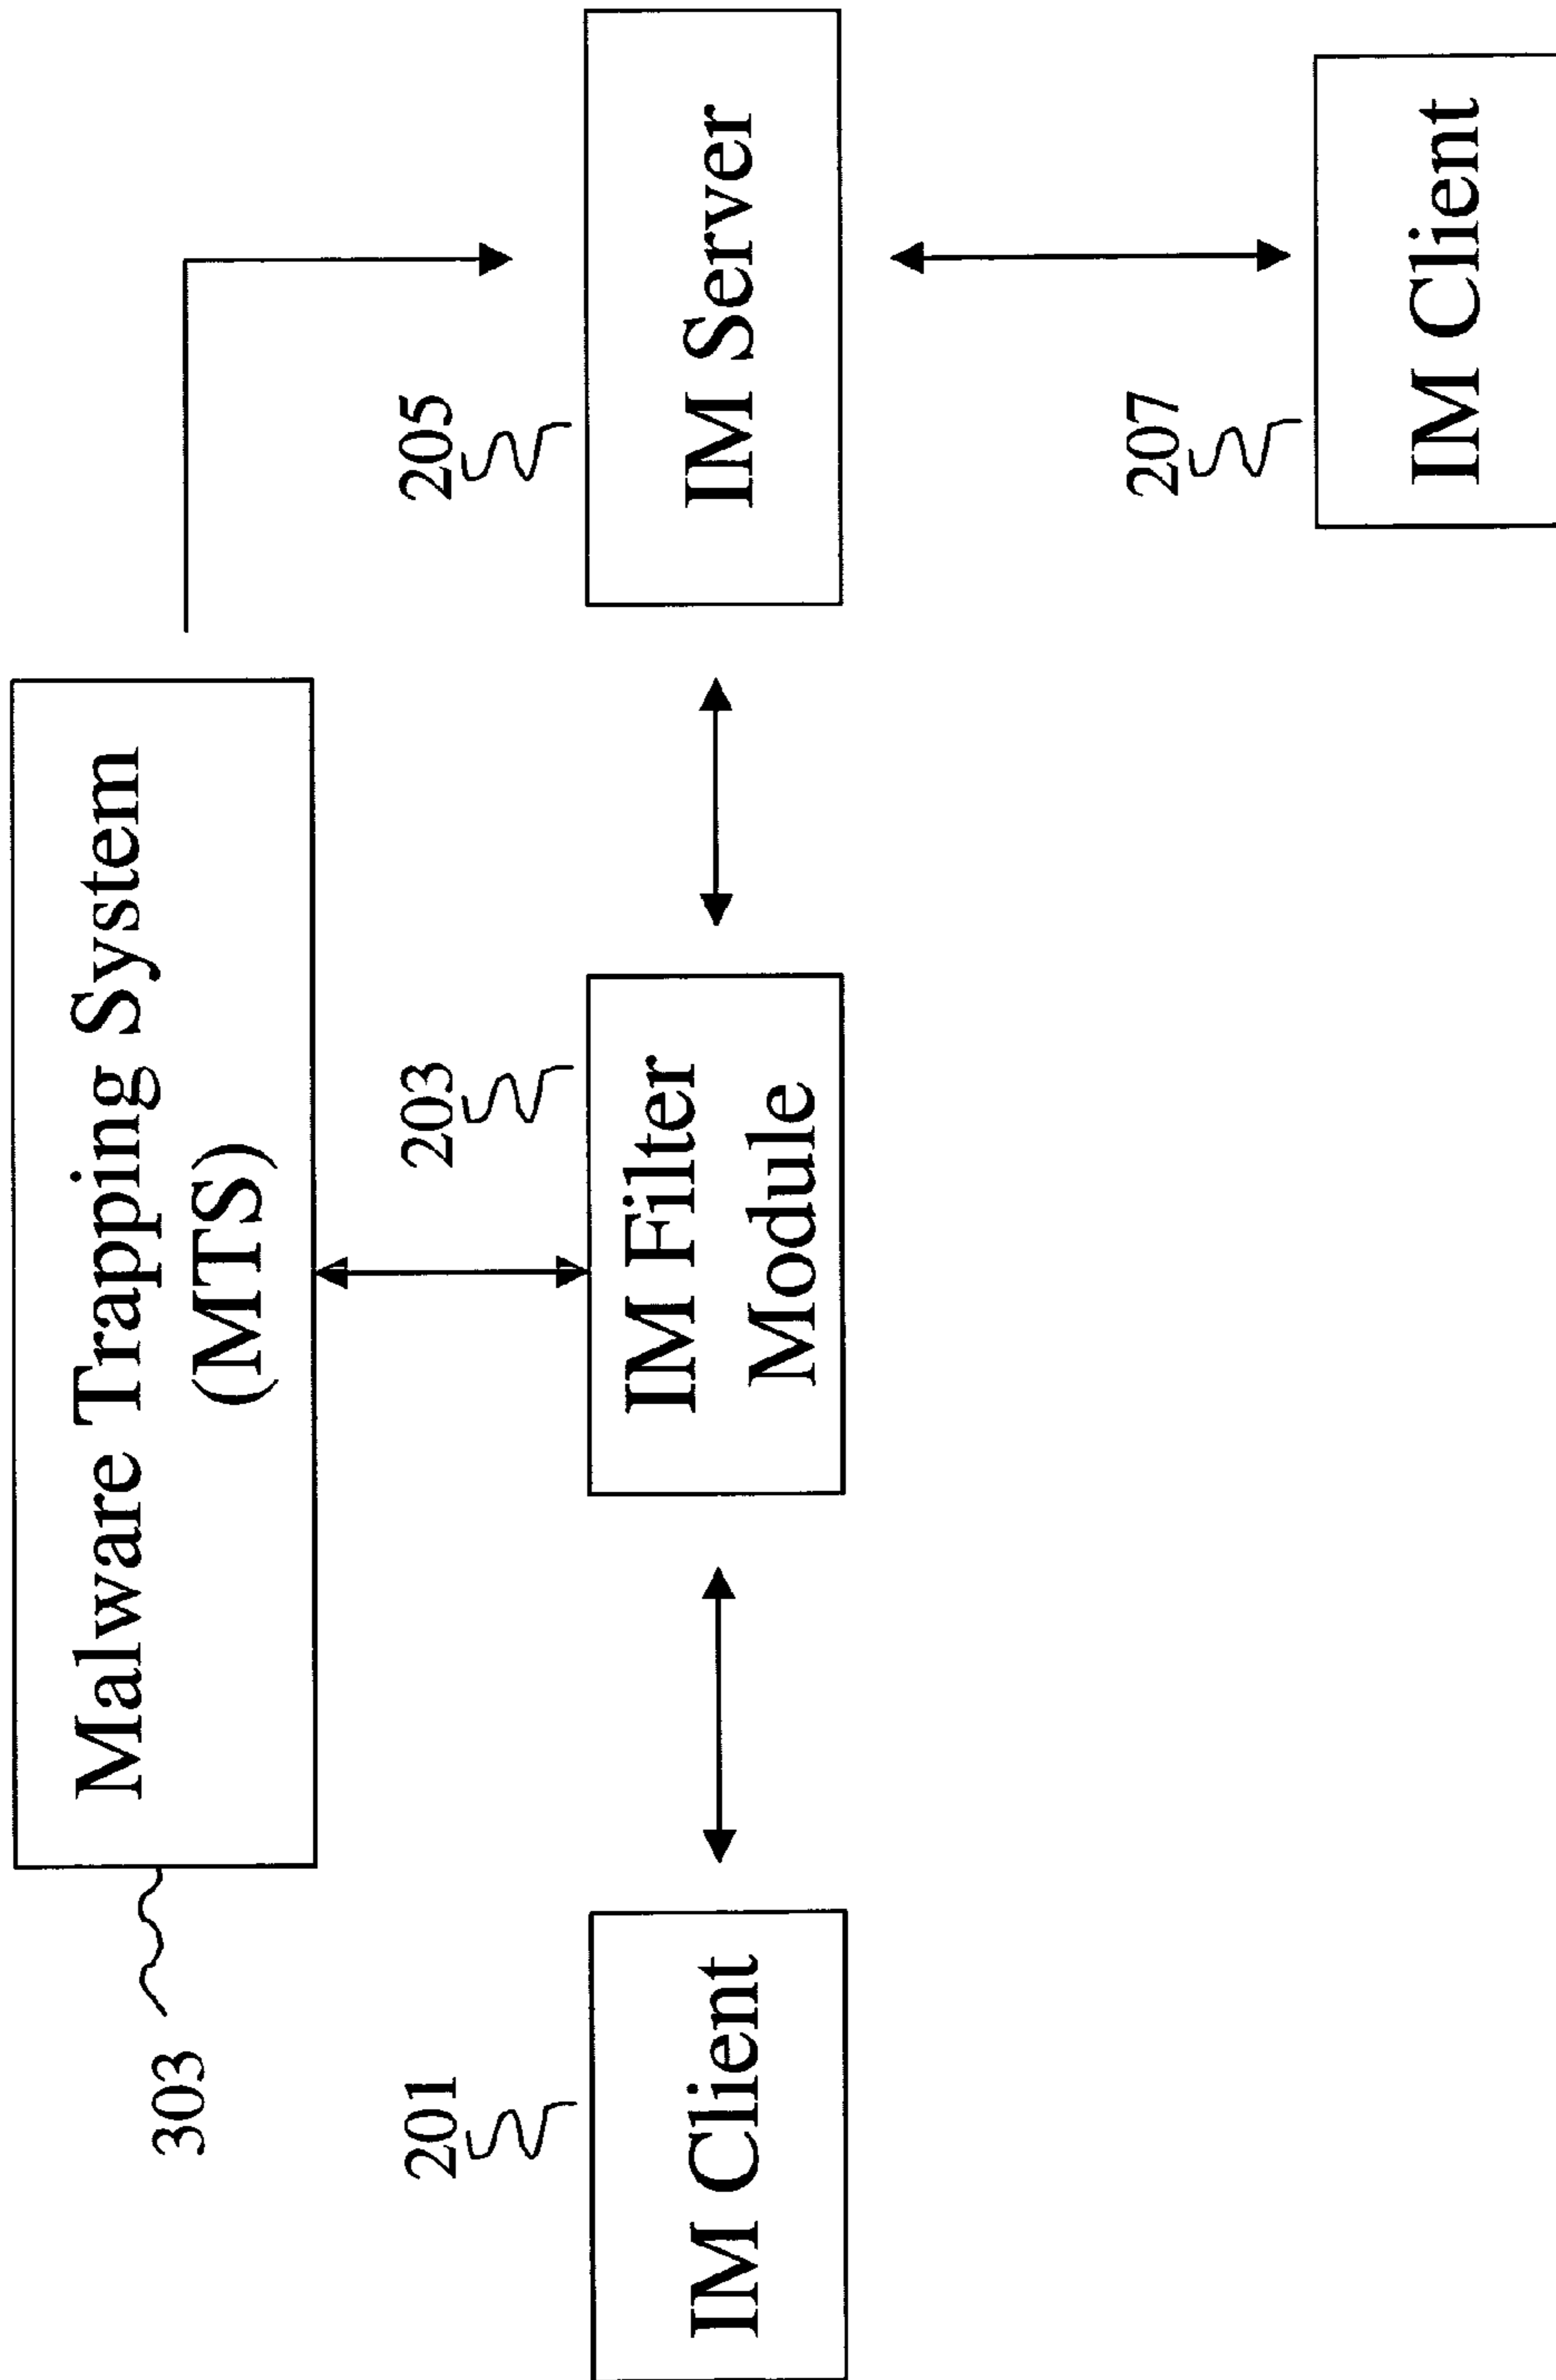 303
Malware Trapping System
(MTS)
201
IM Client
203
IM Filter
Module
205
IM Server
207
IM Client